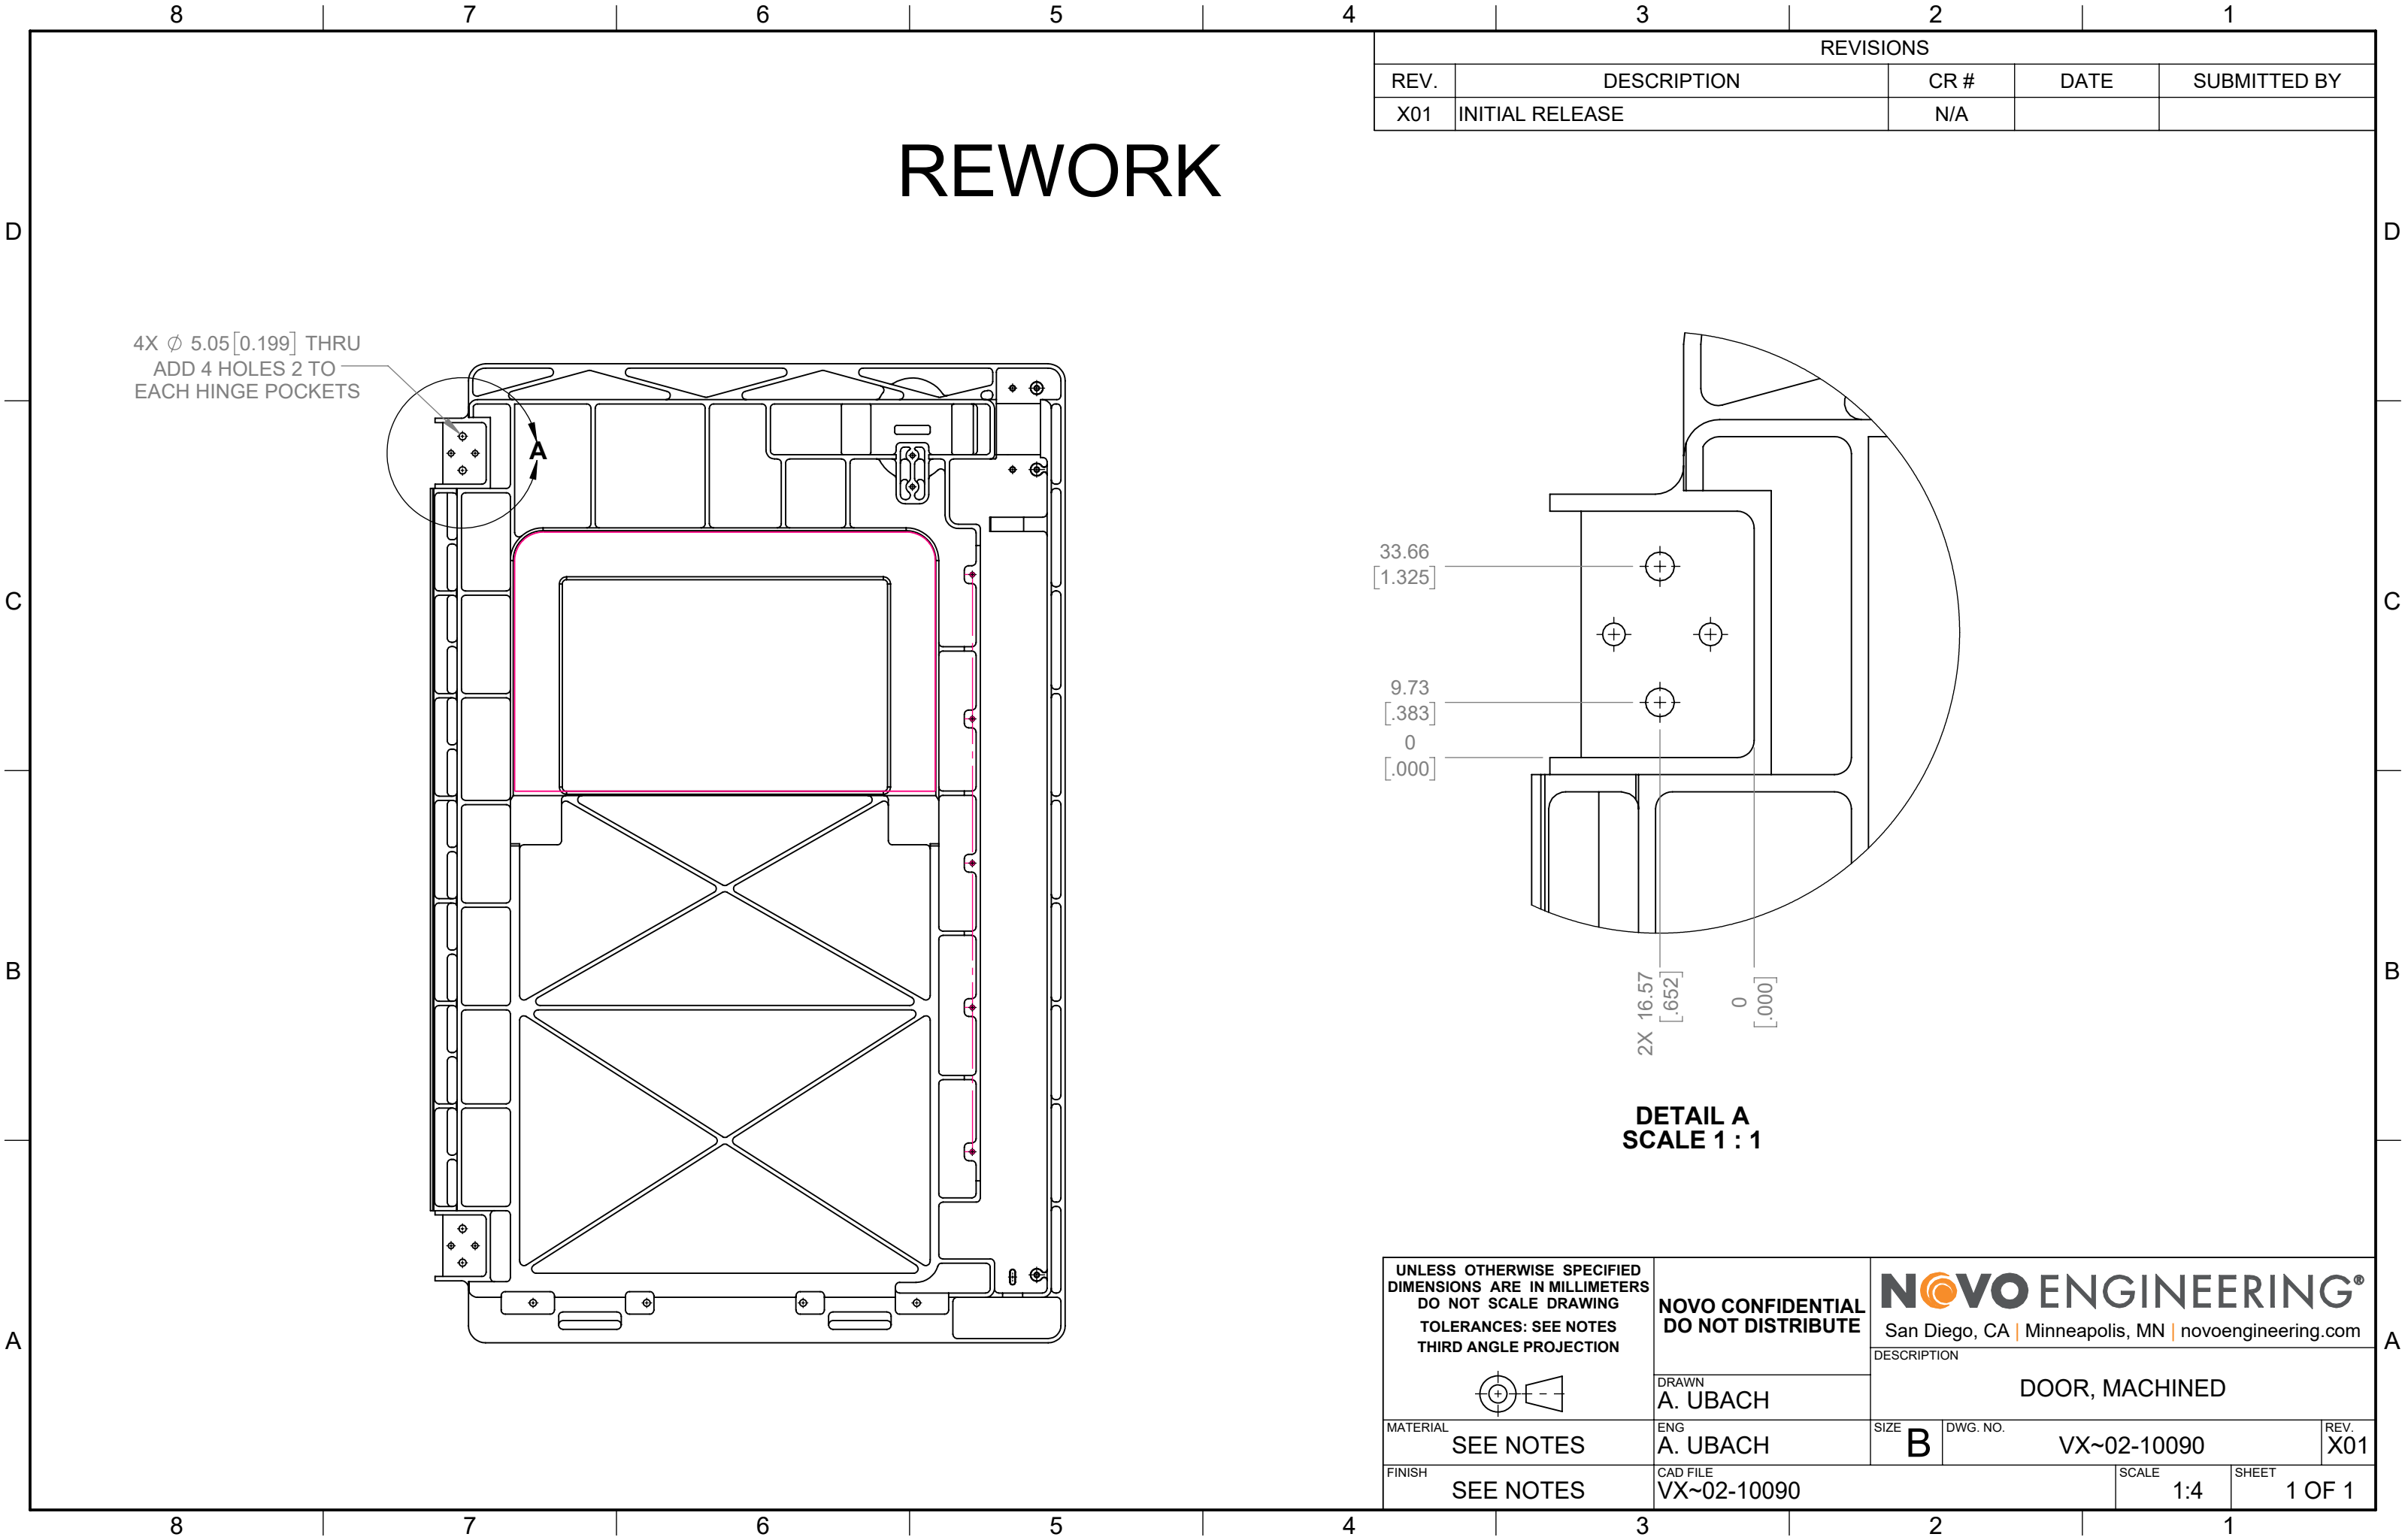 8 7 6 5 4 3 2 1
REVISIONS
REV. DESCRIPTION CR # DATE SUBMITTED BY
X01 INITIAL RELEASE N/A
REWORK
D D
4X ∅ 5.05[0.199] THRU
ADD 4 HOLES 2 TO
EACH HINGE POCKETS
A
33.66
[1.325]
C C
9.73
[.383]
0
[.000]
B B
2X 16.57
[.652]
0
[.000]
DETAIL A
SCALE 1 : 1
UNLESS OTHERWISE SPECIFIED
DIMENSIONS ARE IN MILLIMETERS
DO NOT SCALE DRAWING
TOLERANCES: SEE NOTES
THIRD ANGLE PROJECTION
NOVO CONFIDENTIAL
DO NOT DISTRIBUTE
NOVO ENGINEERING®
San Diego, CA | Minneapolis, MN | novoengineering.com
A A
DESCRIPTION
DOOR, MACHINED
DRAWN
A. UBACH
MATERIAL
SEE NOTES
ENG
A. UBACH
SIZE
B
DWG. NO.
VX~02-10090
REV.
X01
FINISH
SEE NOTES
CAD FILE
VX~02-10090
SCALE
1:4
SHEET
1 OF 1
8 7 6 5 4 3 2 1